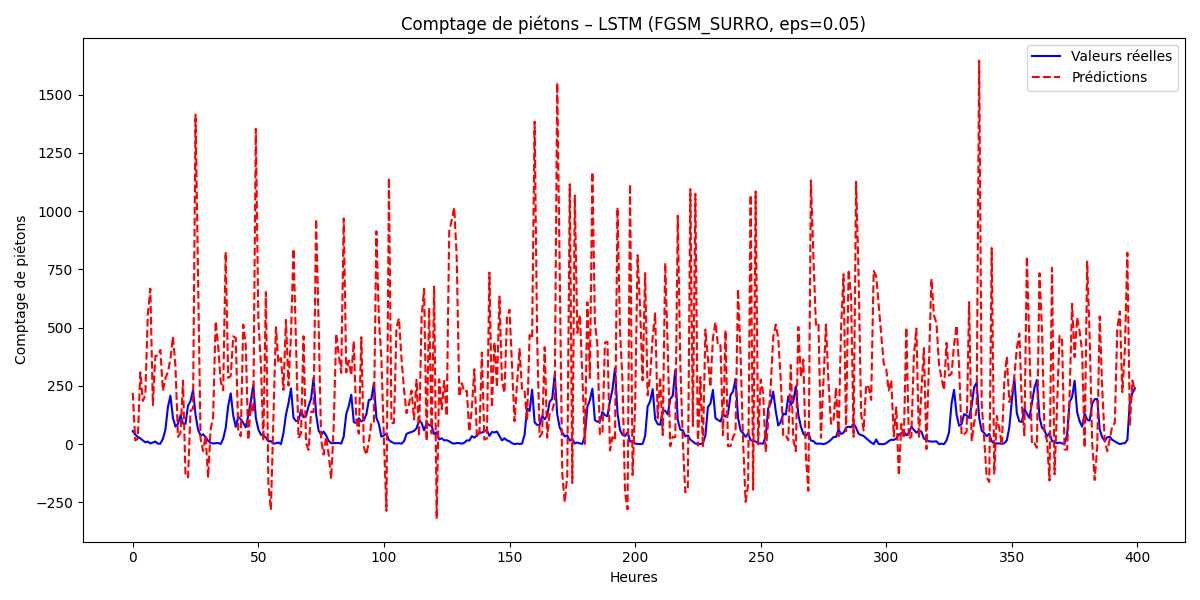 Comptage de piétons – LSTM (FGSM_SURRO, eps=0.05)
Valeurs réelles
Prédictions
Comptage de piétons
1500
1250
1000
750
500
250
0
−250
0 50 100 150 200 250 300 350 400
Heures